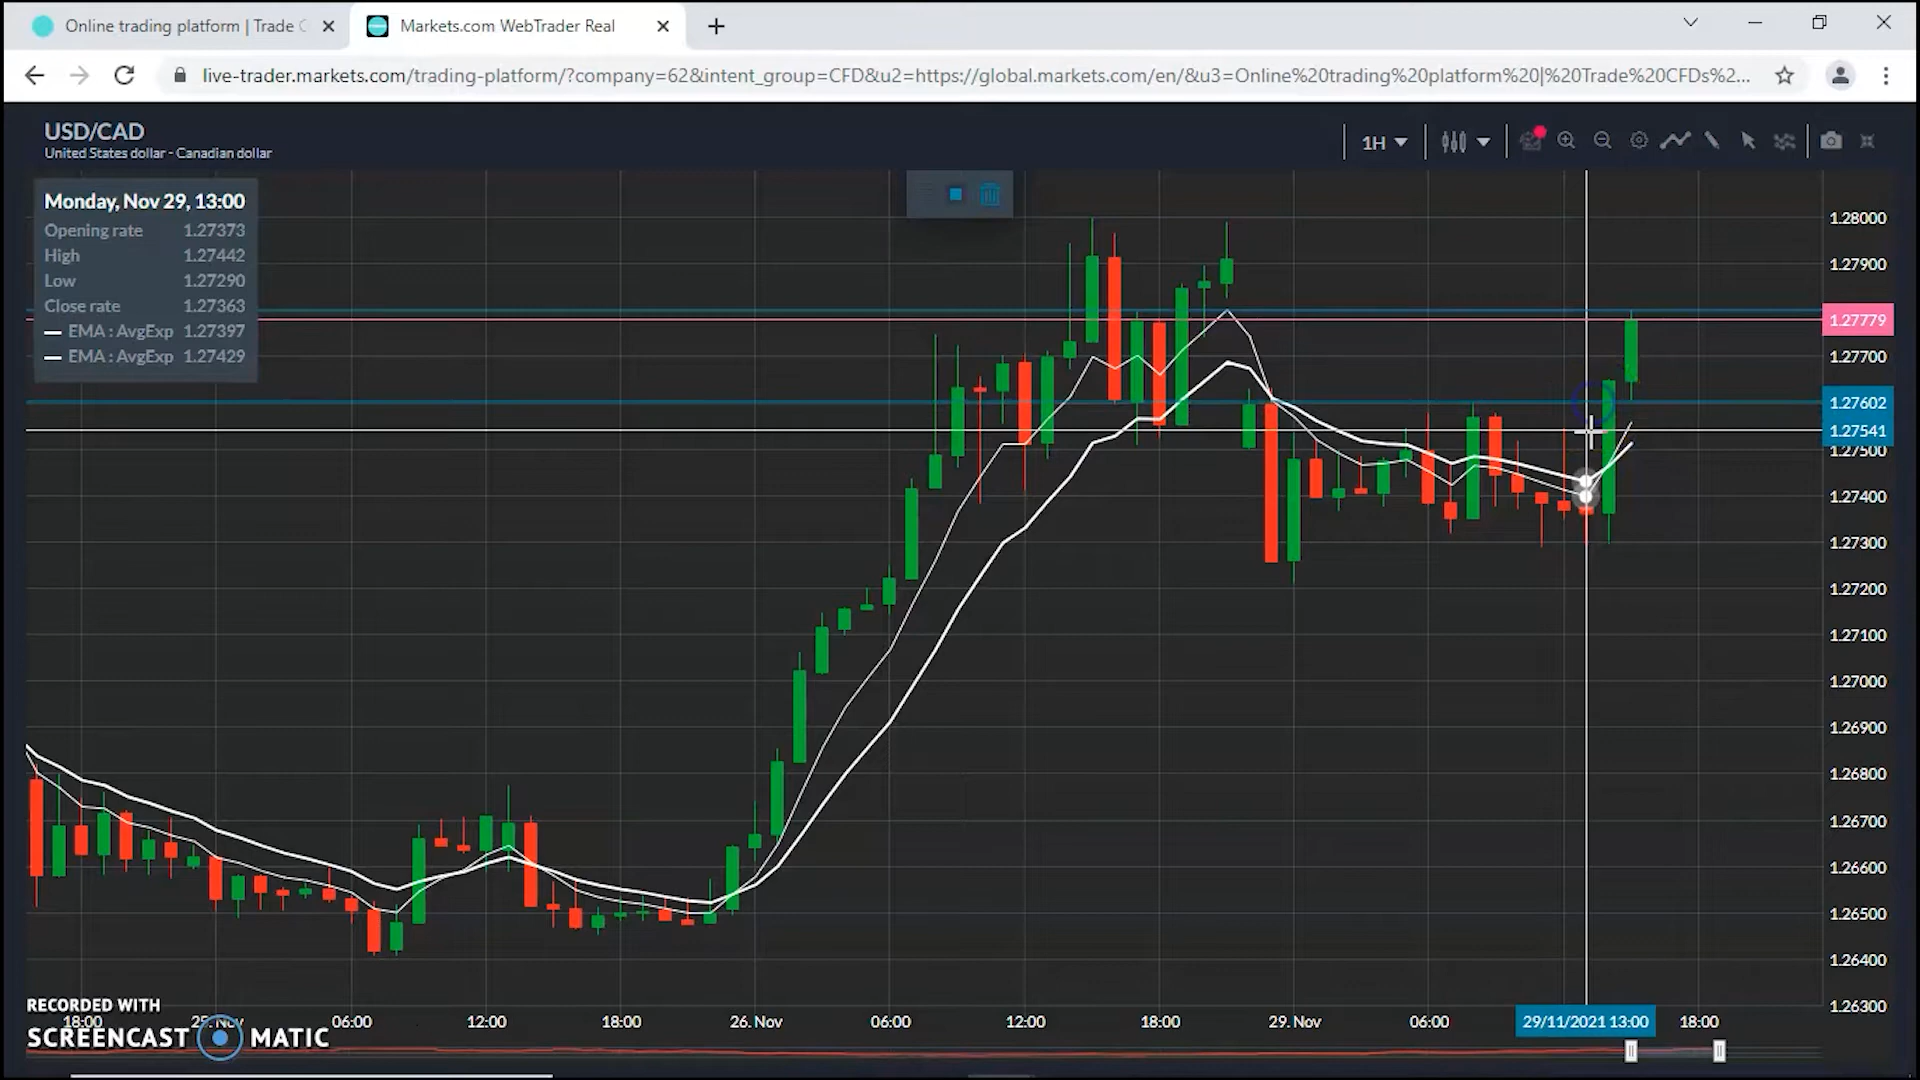 Online trading platform | Trade C
Markets.com WebTrader Real
live-trader.markets.com/trading-platform/?company=62&intent_group=CFD&u2=https://global.markets.com/en/&u3=Online%20trading%20platform%20|%20Trade%20CFDs%2...
USD/CAD
United States dollar - Canadian dollar
1H
Monday, Nov 29, 13:00
Opening rate 1.27373
High 1.27442
Low 1.27290
Close rate 1.27363
EMA : AvgExp 1.27397
EMA : AvgExp 1.27429
1.28000
1.27900
1.27779
1.27700
1.27602
1.27541
1.27500
1.27400
1.27300
1.27200
1.27100
1.27000
1.26900
1.26800
1.26700
1.26600
1.26500
1.26400
1.26300
RECORDED WITH
SCREENCAST MATIC
18:00 25. Nov 06:00 12:00 18:00 26. Nov 06:00 12:00 18:00 29. Nov 06:00 29/11/2021 13:00 18:00